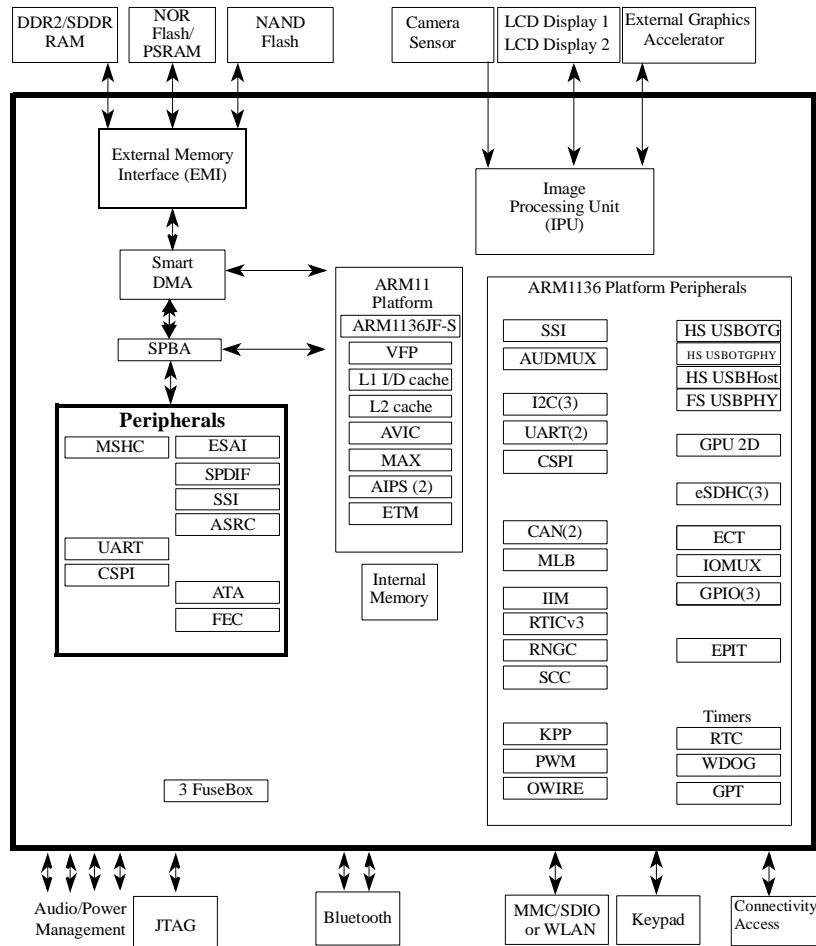 DDR2/SDDR
RAM
NOR
Flash/
PSRAM
NAND
Flash
Camera
Sensor
LCD Display 1
LCD Display 2
External Graphics
Accelerator
External Memory
Interface (EMI)
Image
Processing Unit
(IPU)
Smart
DMA
SPBA
Peripherals
MSHC
ESAI
SPDIF
SSI
ASRC
UART
CSPI
ATA
FEC
ARM11
Platform
ARM1136JF-S
VFP
L1 I/D cache
L2 cache
AVIC
MAX
AIPS (2)
ETM
Internal
Memory
ARM1136 Platform Peripherals
SSI
AUDMUX
I2C(3)
UART(2)
CSPI
CAN(2)
MLB
IIM
RTICv3
RNGC
SCC
KPP
PWM
OWIRE
HS USBOTG
HS USBOTGPHY
HS USBHost
FS USBPHY
GPU 2D
eSDHC(3)
ECT
IOMUX
GPIO(3)
EPIT
Timers
RTC
WDOG
GPT
3 FuseBox
Audio/Power
Management
JTAG
Bluetooth
MMC/SDIO
or WLAN
Keypad
Connectivity
Access